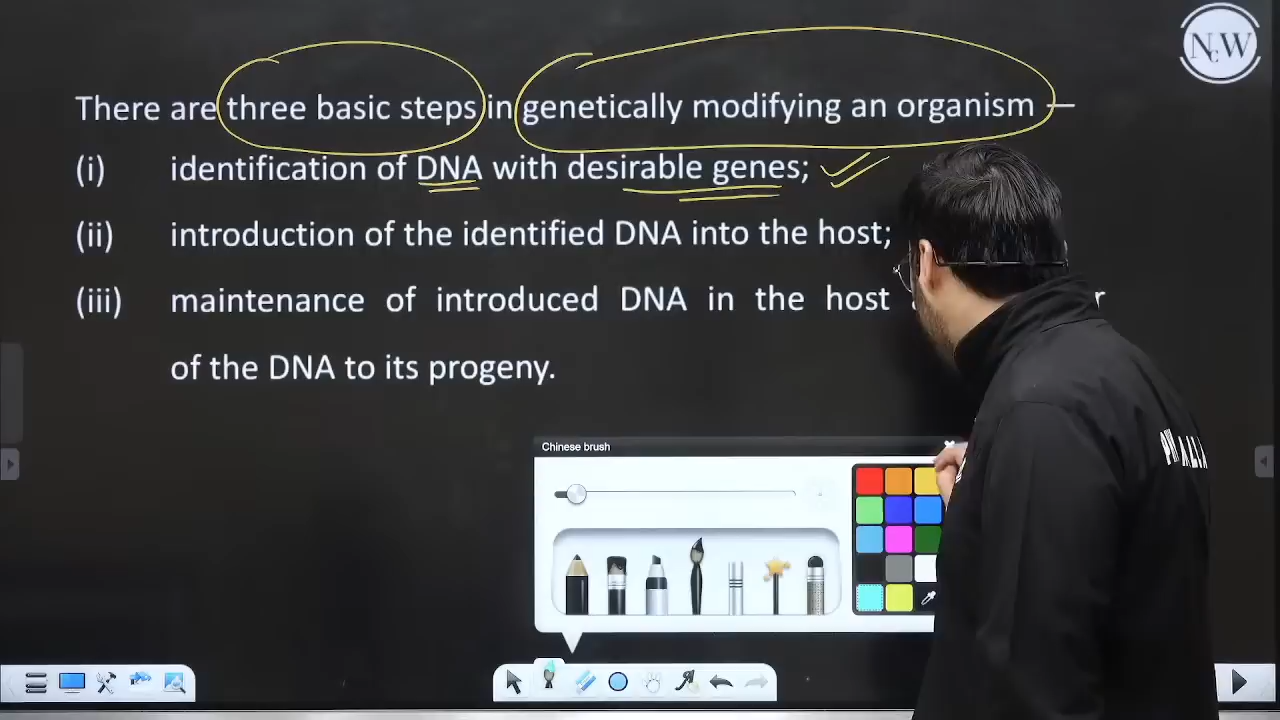 NcW
There are three basic steps in genetically modifying an organism —
(i) identification of DNA with desirable genes;
(ii) introduction of the identified DNA into the host;
(iii) maintenance of introduced DNA in the host r
of the DNA to its progeny.
Chinese brush